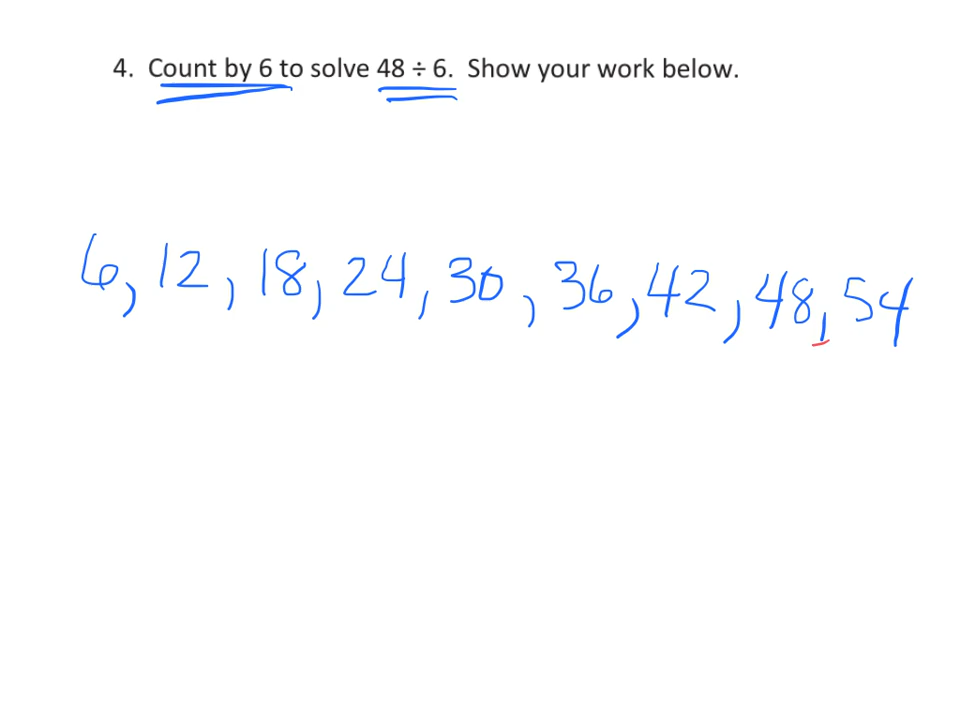 4. Count by 6 to solve 48 ÷ 6. Show your work below.
6, 12, 18, 24, 30, 36, 42, 48, 54